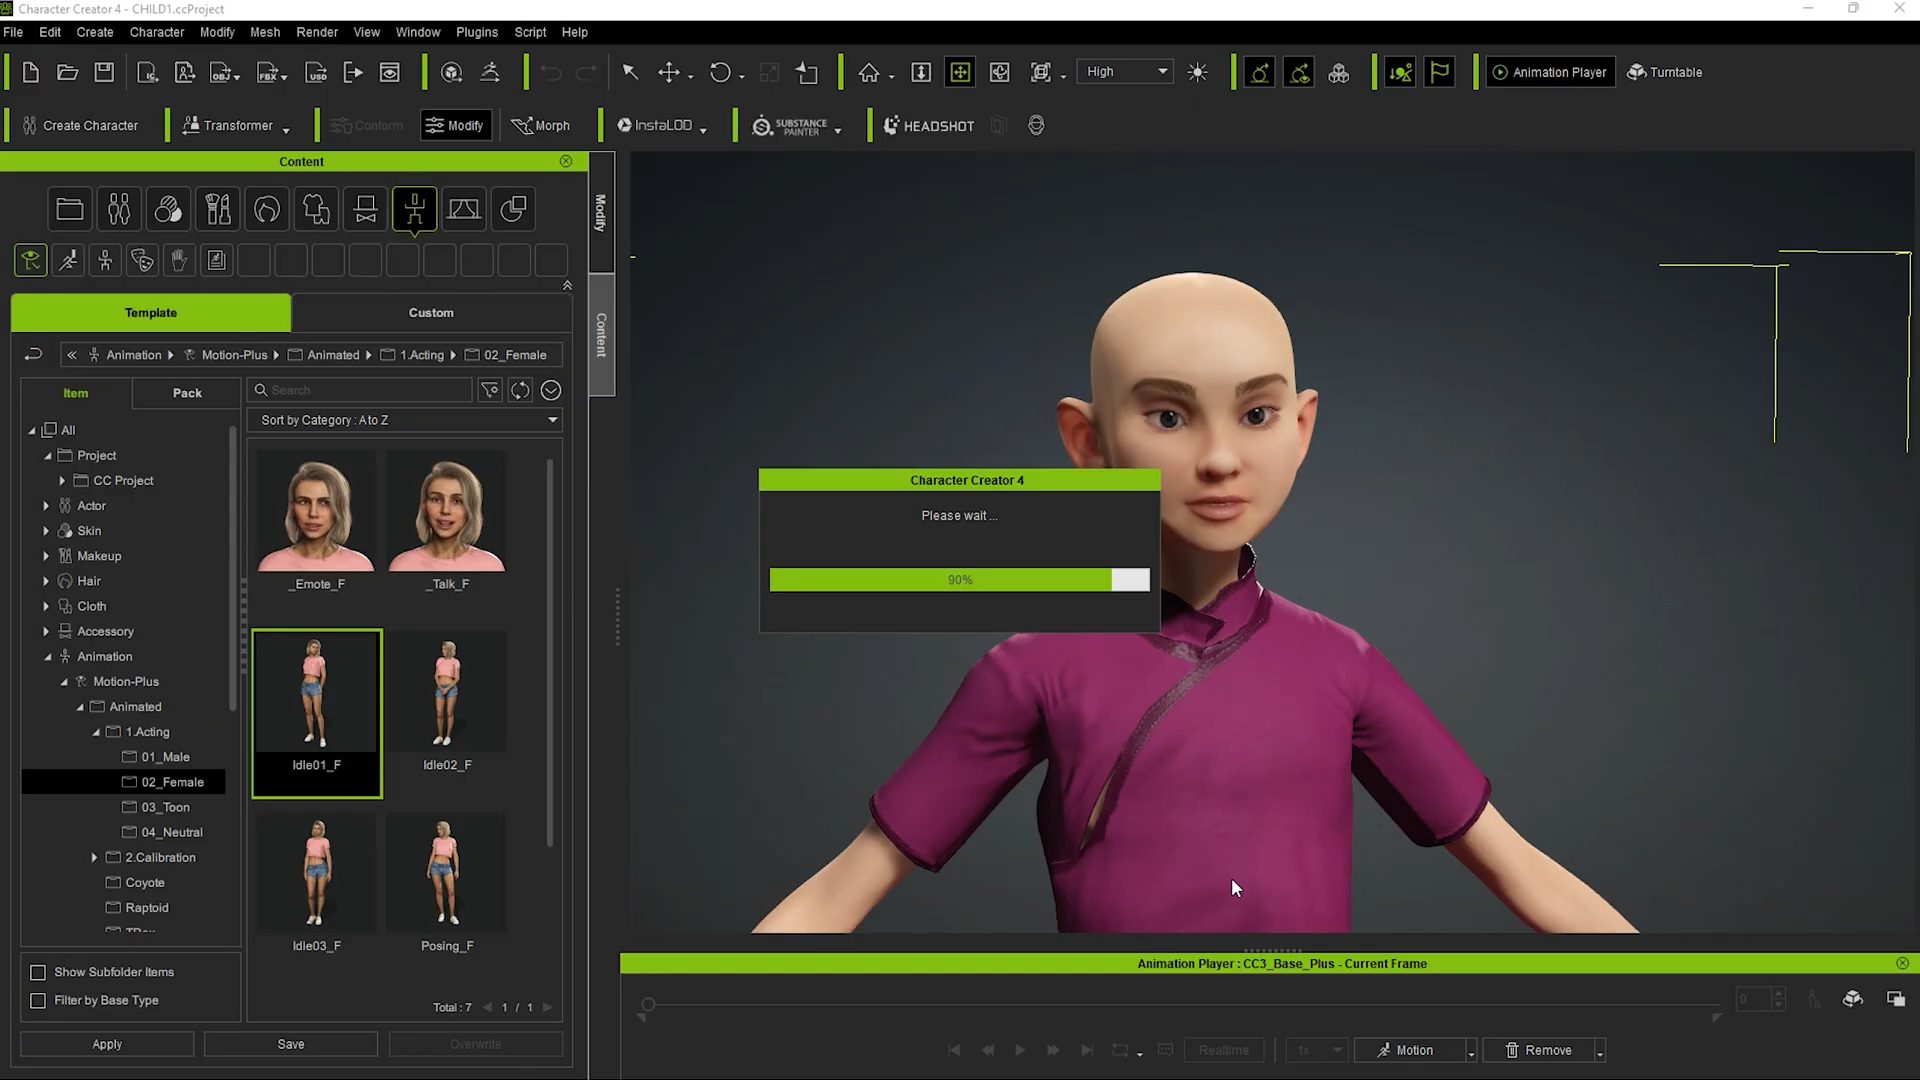 Character Creator 4 - CHILD1.ccProject
File Edit Create Character Modify Mesh Render View Window Plugins Script Help
IC OBJ FBX USD High Animation Player Turntable
Create Character Transformer Conform Modify Morph InstaLOD SUBSTANCE PAINTER HEADSHOT
Content
Modify
Content
Template Custom
« Animation Motion-Plus Animated 1.Acting 02_Female
Item Pack Search
Sort by Category : A to Z
All
Project
CC Project
Actor
Skin
Makeup
Hair
Cloth
Accessory
Animation
Motion-Plus
Animated
1.Acting
01_Male
02_Female
03_Toon
04_Neutral
2.Calibration
Coyote
Raptoid
_Emote_F _Talk_F
Idle01_F Idle02_F
Idle03_F Posing_F
Show Subfolder Items
Filter by Base Type
Total : 7 1 / 1
Apply Save Overwrite
Character Creator 4
Please wait ...
90%
Animation Player : CC3_Base_Plus - Current Frame
0
Realtime 1x Motion Remove